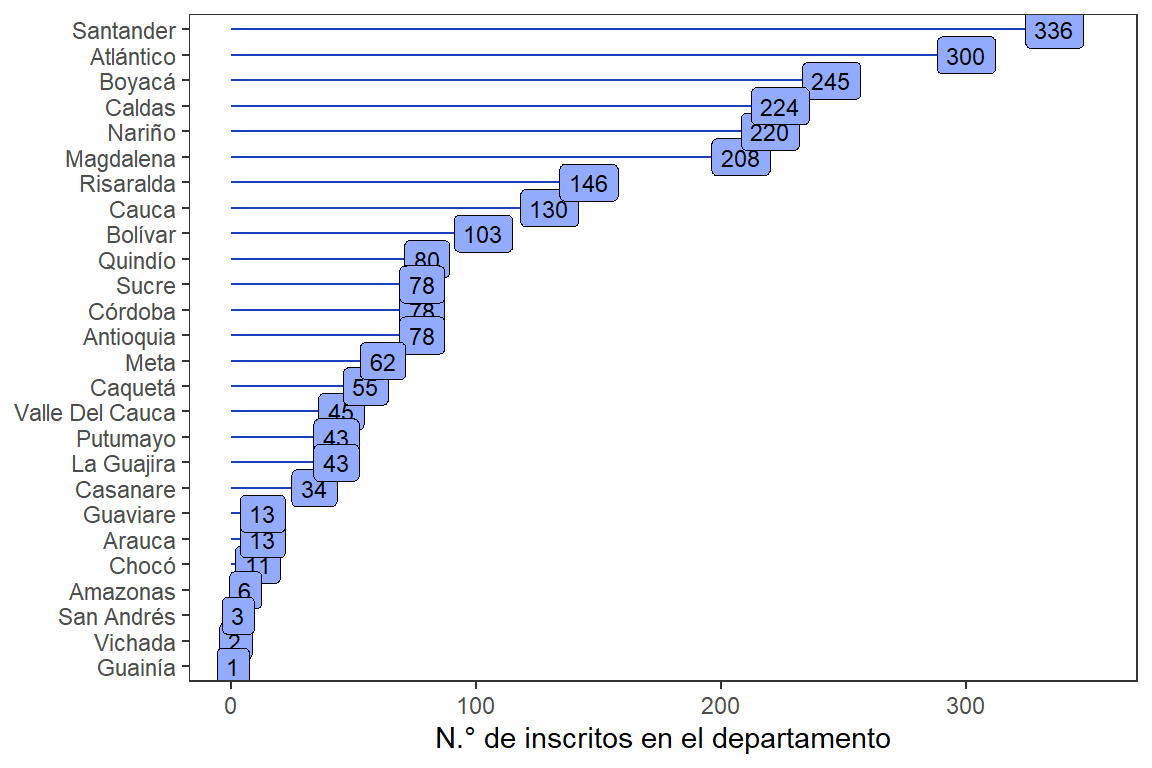 Santander 336
Atlántico 300
Boyacá 245
Caldas 224
Nariño 220
Magdalena 208
Risaralda 146
Cauca 130
Bolívar 103
Quindío 80
Sucre 78
Córdoba 78
Antioquia 78
Meta 62
Caquetá 55
Valle Del Cauca 45
Putumayo 43
La Guajira 43
Casanare 34
Guaviare 13
Arauca 13
Chocó 11
Amazonas 6
San Andrés 3
Vichada 2
Guainía 1
0 100 200 300
N.° de inscritos en el departamento